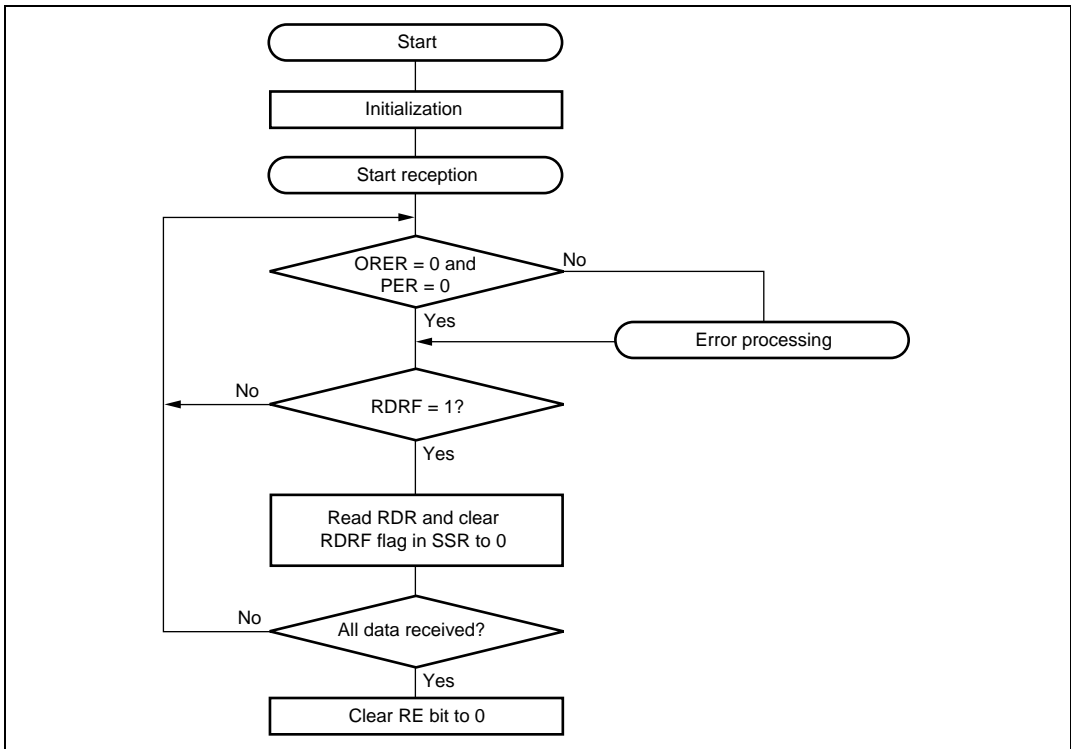 Start
Initialization
Start reception
ORER = 0 and
PER = 0
No
Yes
Error processing
No
RDRF = 1?
Yes
Read RDR and clear
RDRF flag in SSR to 0
No
All data received?
Yes
Clear RE bit to 0